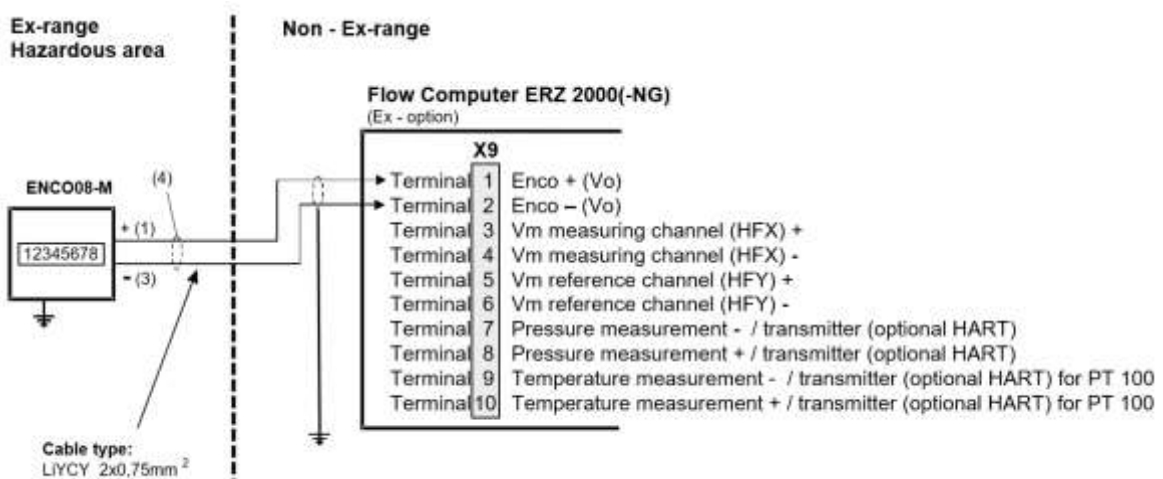 Ex-range
Hazardous area
Non - Ex-range
Flow Computer ERZ 2000(-NG)
(Ex - option)
X9
ENCO08-M
(4)
+ (1)
12345678
- (3)
Terminal 1 Enco + (Vo)
Terminal 2 Enco – (Vo)
Terminal 3 Vm measuring channel (HFX) +
Terminal 4 Vm measuring channel (HFX) -
Terminal 5 Vm reference channel (HFY) +
Terminal 6 Vm reference channel (HFY) -
Terminal 7 Pressure measurement - / transmitter (optional HART)
Terminal 8 Pressure measurement + / transmitter (optional HART)
Terminal 9 Temperature measurement - / transmitter (optional HART) for PT 100
Terminal 10 Temperature measurement + / transmitter (optional HART) for PT 100
Cable type:
LiYCY 2x0,75mm ²